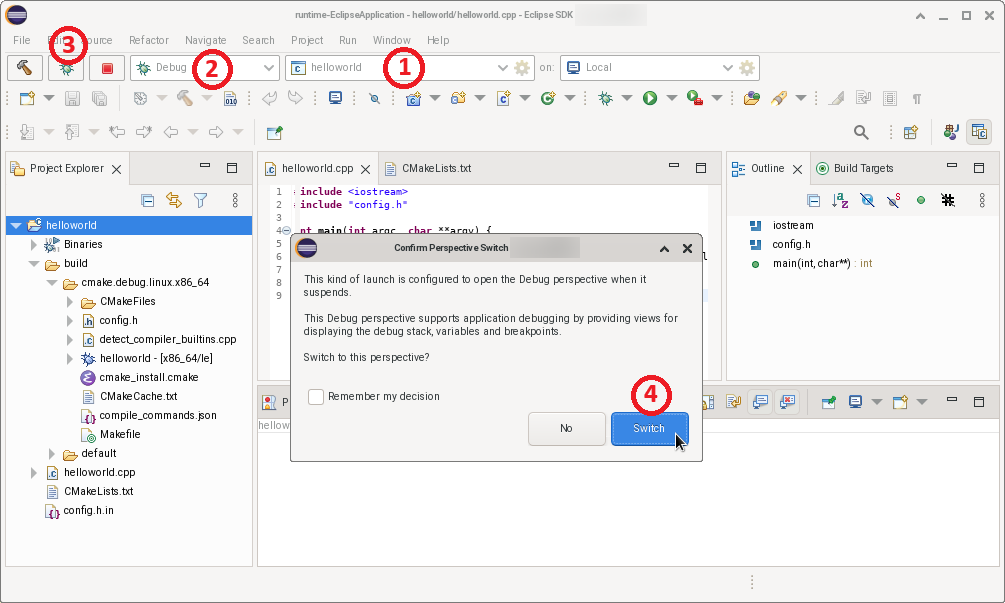 runtime-EclipseApplication - helloworld/helloworld.cpp - Eclipse SDK
File Source Refactor Navigate Search Project Run Window Help
3
Debug 2 helloworld 1 on: Local
010
Project Explorer
helloworld
Binaries
build
cmake.debug.linux.x86_64
CMakeFiles
config.h
detect_compiler_builtins.cpp
helloworld - [x86_64/le]
cmake_install.cmake
CMakeCache.txt
compile_commands.json
Makefile
default
helloworld.cpp
CMakeLists.txt
config.h.in
helloworld.cpp CMakeLists.txt
1 include <iostream>
2 include "config.h"
3
4 nt main(int argc, char **argv) {
5
6
7
8
9
Outline Build Targets
iostream
config.h
main(int, char**) : int
Confirm Perspective Switch
This kind of launch is configured to open the Debug perspective when it
suspends.
This Debug perspective supports application debugging by providing views for
displaying the debug stack, variables and breakpoints.
Switch to this perspective?
Remember my decision
4
No Switch
P
hellow